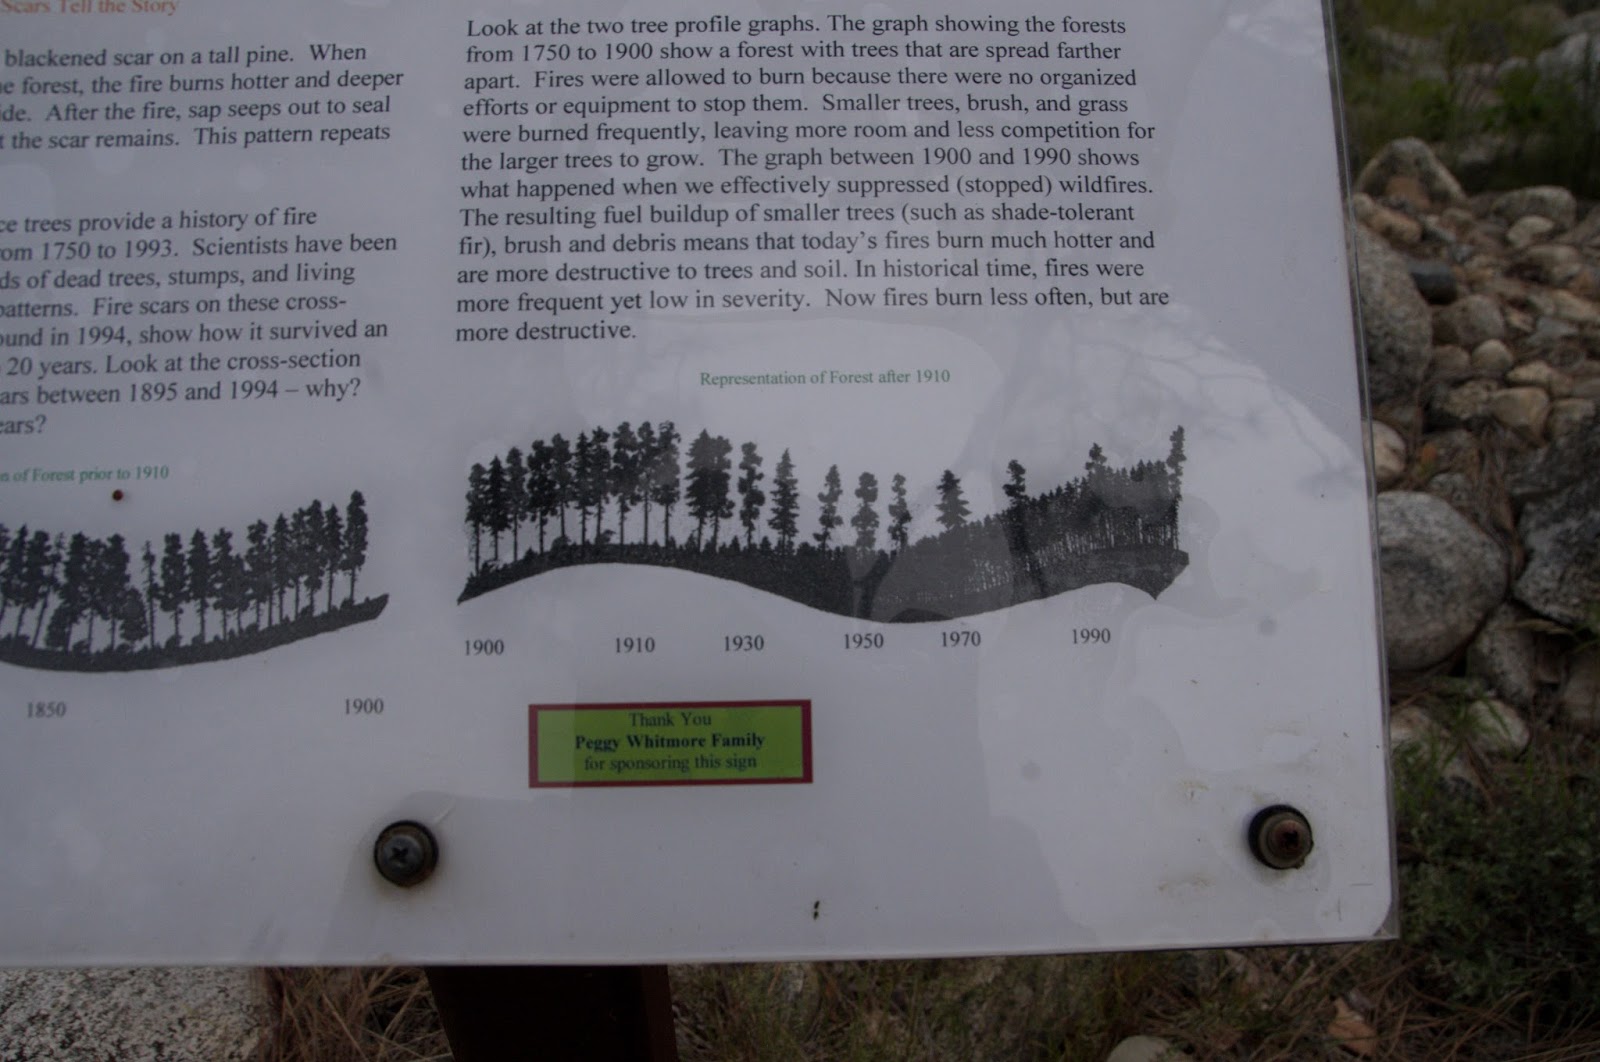 Scars Tell the Story
blackened scar on a tall pine. When
forest, the fire burns hotter and deeper
After the fire, sap seeps out to seal
the scar remains. This pattern repeats
trees provide a history of fire
1750 to 1993. Scientists have been
of dead trees, stumps, and living
patterns. Fire scars on these cross-
in 1994, show how it survived an
20 years. Look at the cross-section
between 1895 and 1994 – why?
of Forest prior to 1910
1850 1900
Look at the two tree profile graphs. The graph showing the forests
from 1750 to 1900 show a forest with trees that are spread farther
apart. Fires were allowed to burn because there were no organized
efforts or equipment to stop them. Smaller trees, brush, and grass
were burned frequently, leaving more room and less competition for
the larger trees to grow. The graph between 1900 and 1990 shows
what happened when we effectively suppressed (stopped) wildfires.
The resulting fuel buildup of smaller trees (such as shade-tolerant
fir), brush and debris means that today's fires burn much hotter and
are more destructive to trees and soil. In historical time, fires were
more frequent yet low in severity. Now fires burn less often, but are
more destructive.
Representation of Forest after 1910
1900 1910 1930 1950 1970 1990
Thank You
Peggy Whitmore Family
for sponsoring this sign